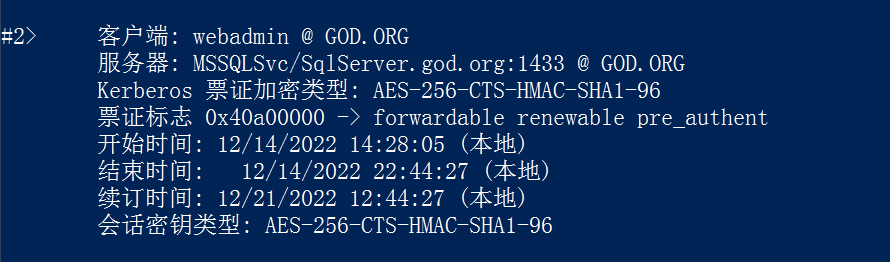 #2> 客户端: webadmin @ GOD.ORG
服务器: MSSQLSvc/SqlServer.god.org:1433 @ GOD.ORG
Kerberos 票证加密类型: AES-256-CTS-HMAC-SHA1-96
票证标志 0x40a00000 -> forwardable renewable pre_authent
开始时间: 12/14/2022 14:28:05 (本地)
结束时间:   12/14/2022 22:44:27 (本地)
续订时间: 12/21/2022 12:44:27 (本地)
会话密钥类型: AES-256-CTS-HMAC-SHA1-96